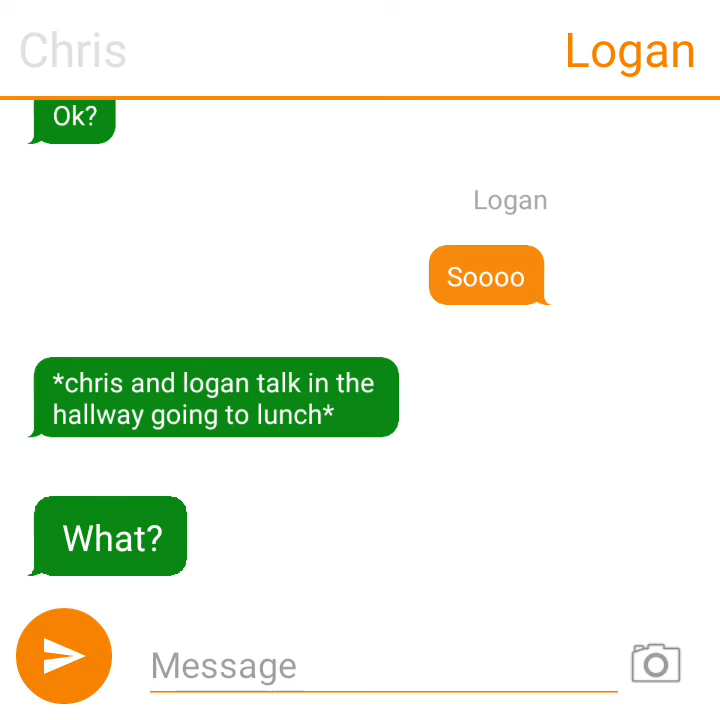 Chris
Logan
Ok?
Logan
Soooo
*chris and logan talk in the
hallway going to lunch*
What?
Message